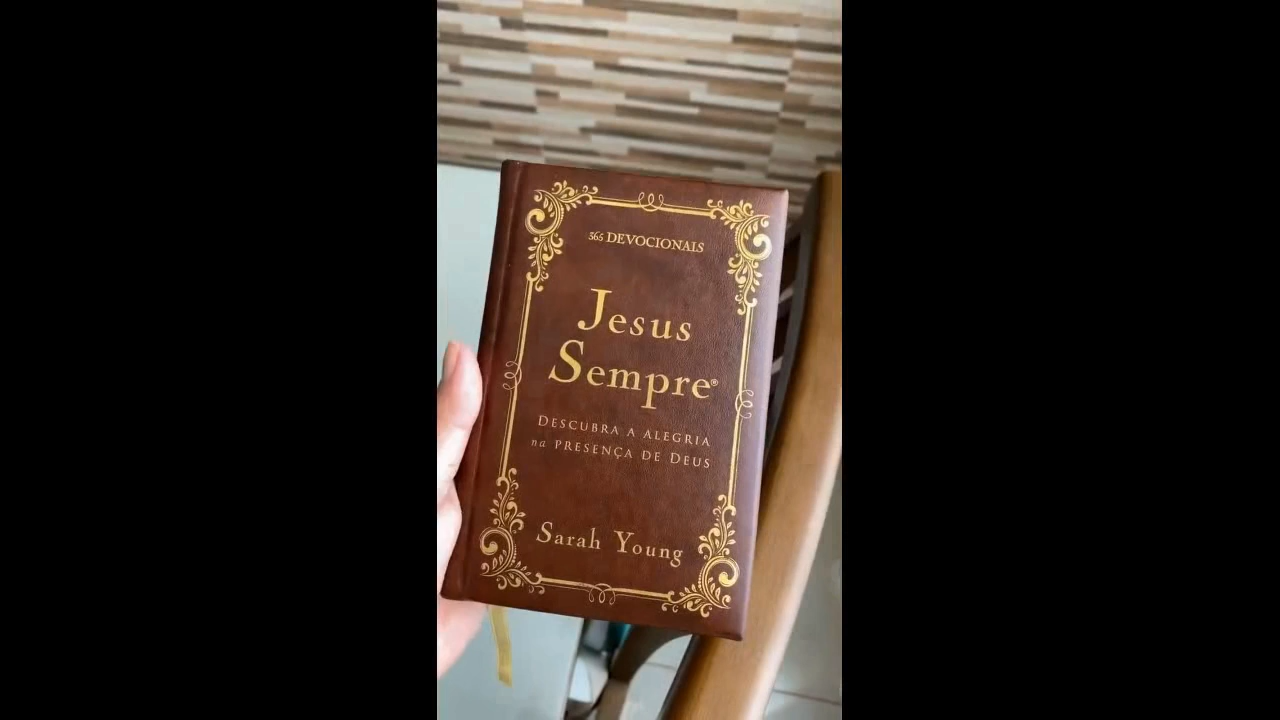 365 DEVOCIONAIS
Jesus
Sempre®
DESCUBRA A ALEGRIA
na PRESENÇA DE DEUS
Sarah Young